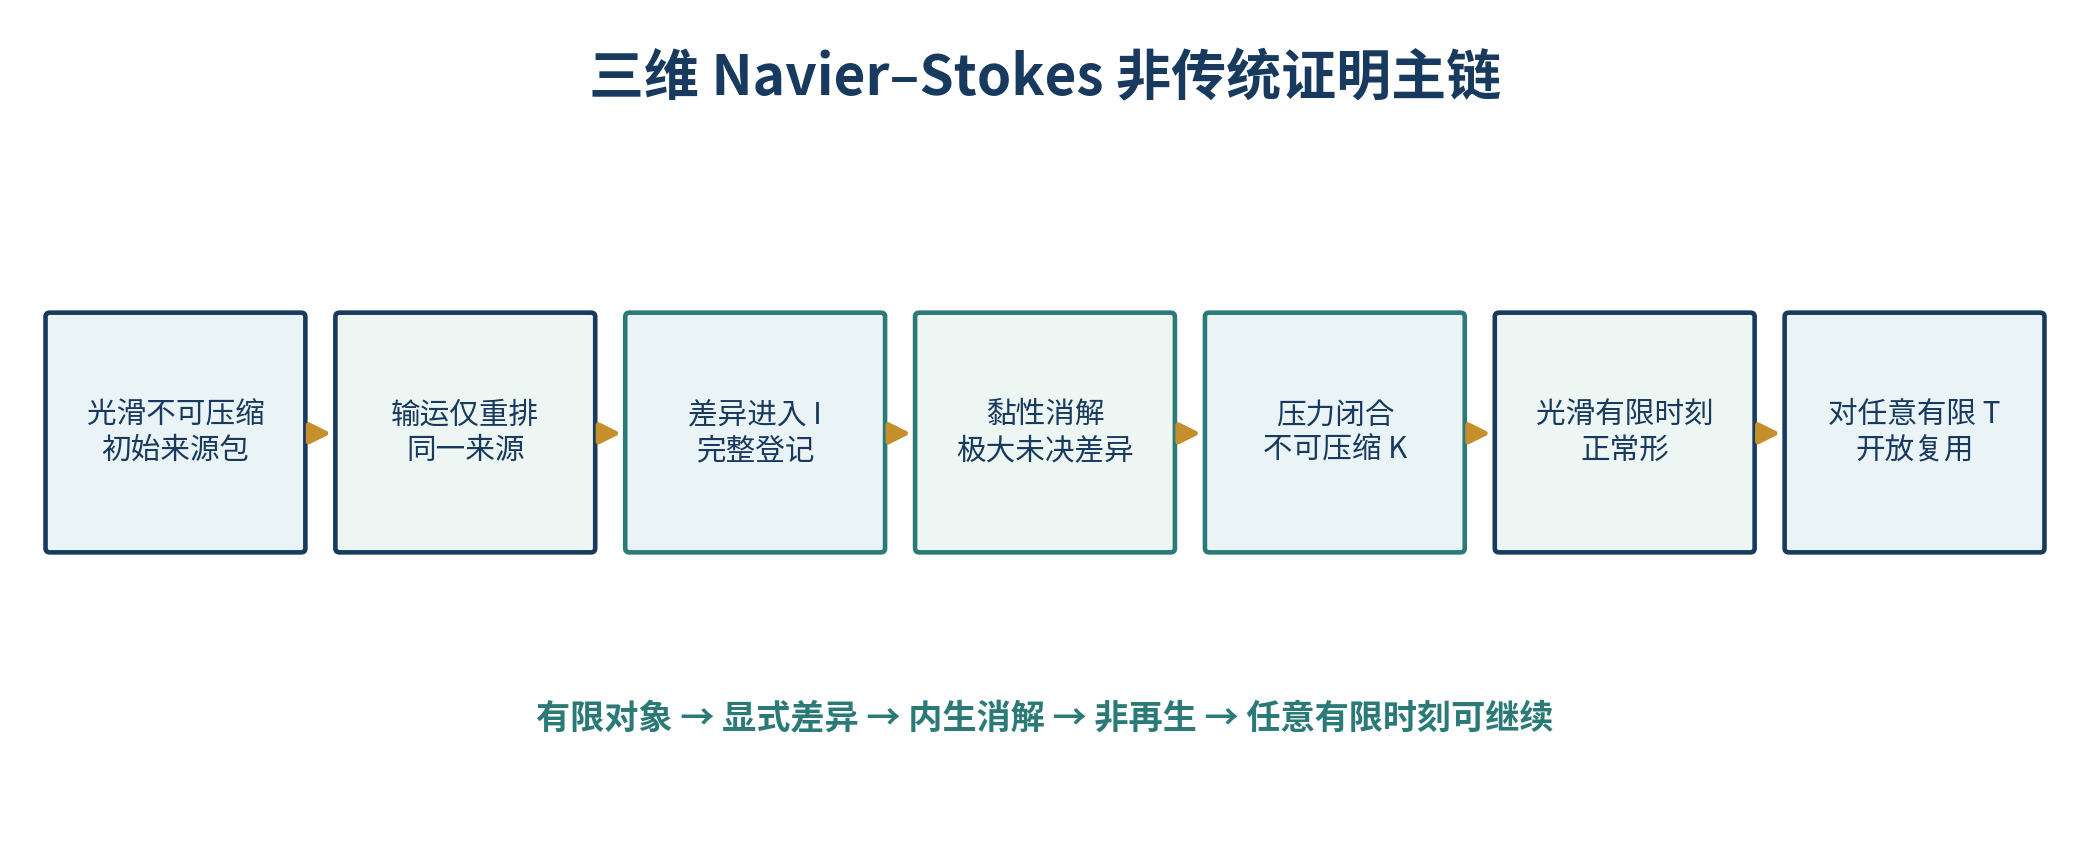 三维 Navier–Stokes 非传统证明主链
光滑不可压缩
初始来源包
输运仅重排
同一来源
差异进入 I
完整登记
黏性消解
极大未决差异
压力闭合
不可压缩 K
光滑有限时刻
正常形
对任意有限 T
开放复用
有限对象 → 显式差异 → 内生消解 → 非再生 → 任意有限时刻可继续